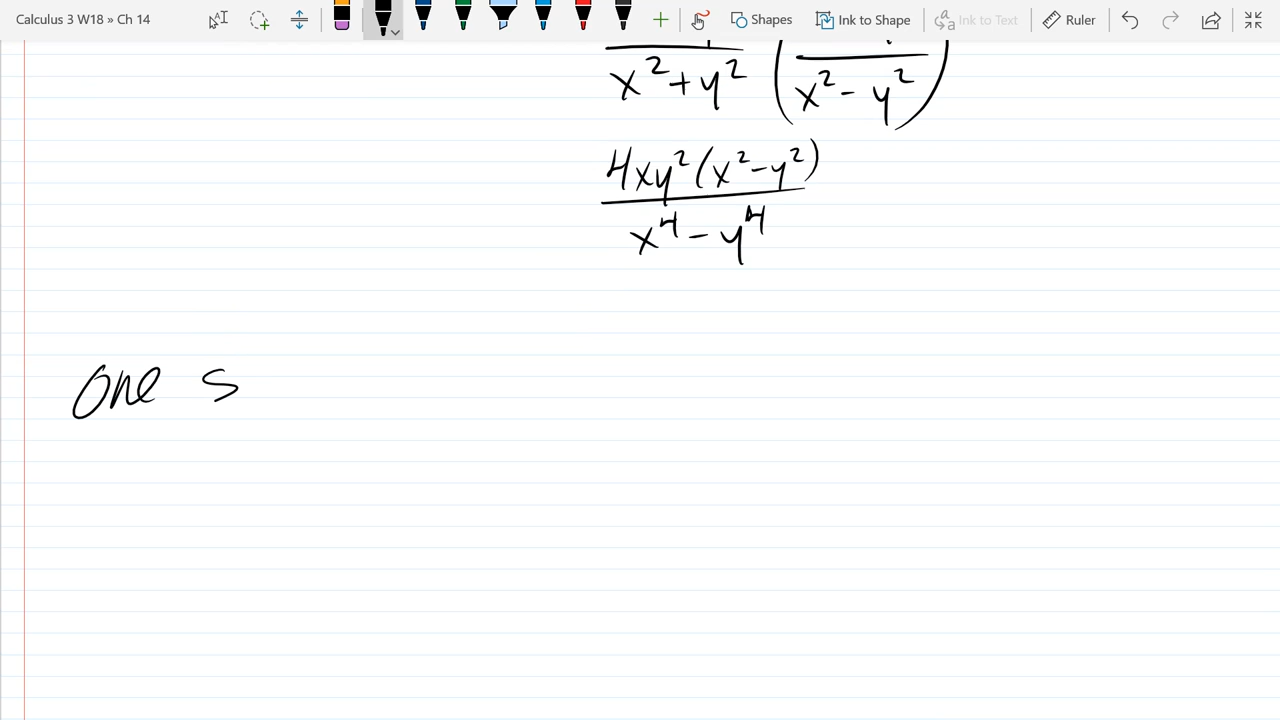 Calculus 3 W18 » Ch 14
Shapes
Ink to Shape
Ink to Text
Ruler
x² + y² ( x² - y² )
4xy²(x²-y²)
x⁴ - y⁴
One s